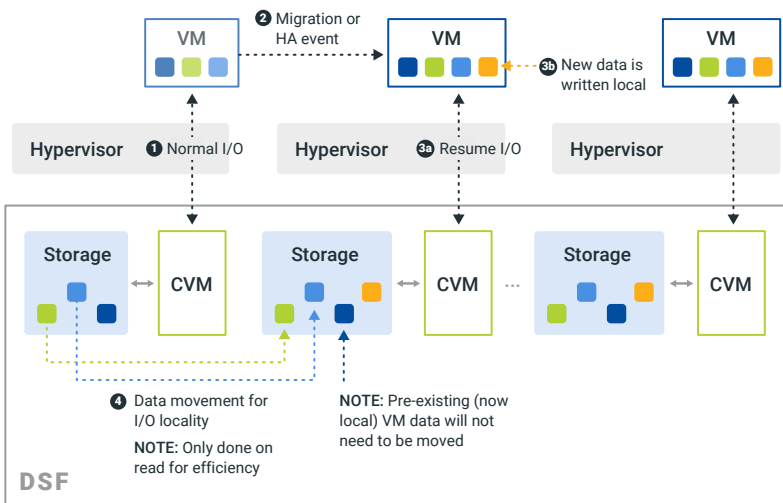 VM
2 Migration or
HA event
VM
3b New data is
written local
VM
Hypervisor
1 Normal I/O
Hypervisor
3a Resume I/O
Hypervisor
Storage
CVM
Storage
CVM
...
Storage
CVM
4 Data movement for
I/O locality
NOTE: Only done on
read for efficiency
NOTE: Pre-existing (now
local) VM data will not
need to be moved
DSF